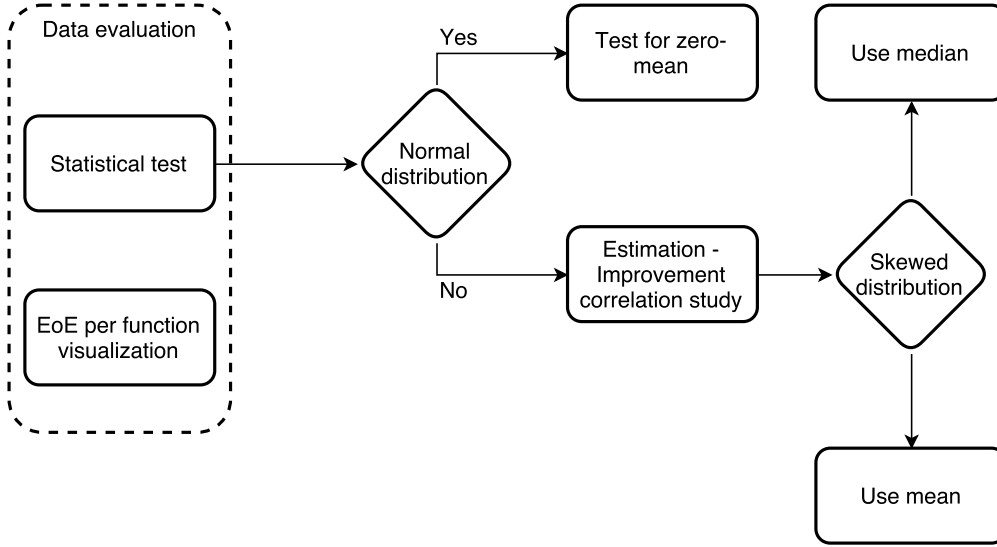 Data evaluation
Statistical test
EoE per function
visualization
Normal
distribution
Yes
Test for zero-
mean
No
Estimation -
Improvement
correlation study
Skewed
distribution
Use median
Use mean